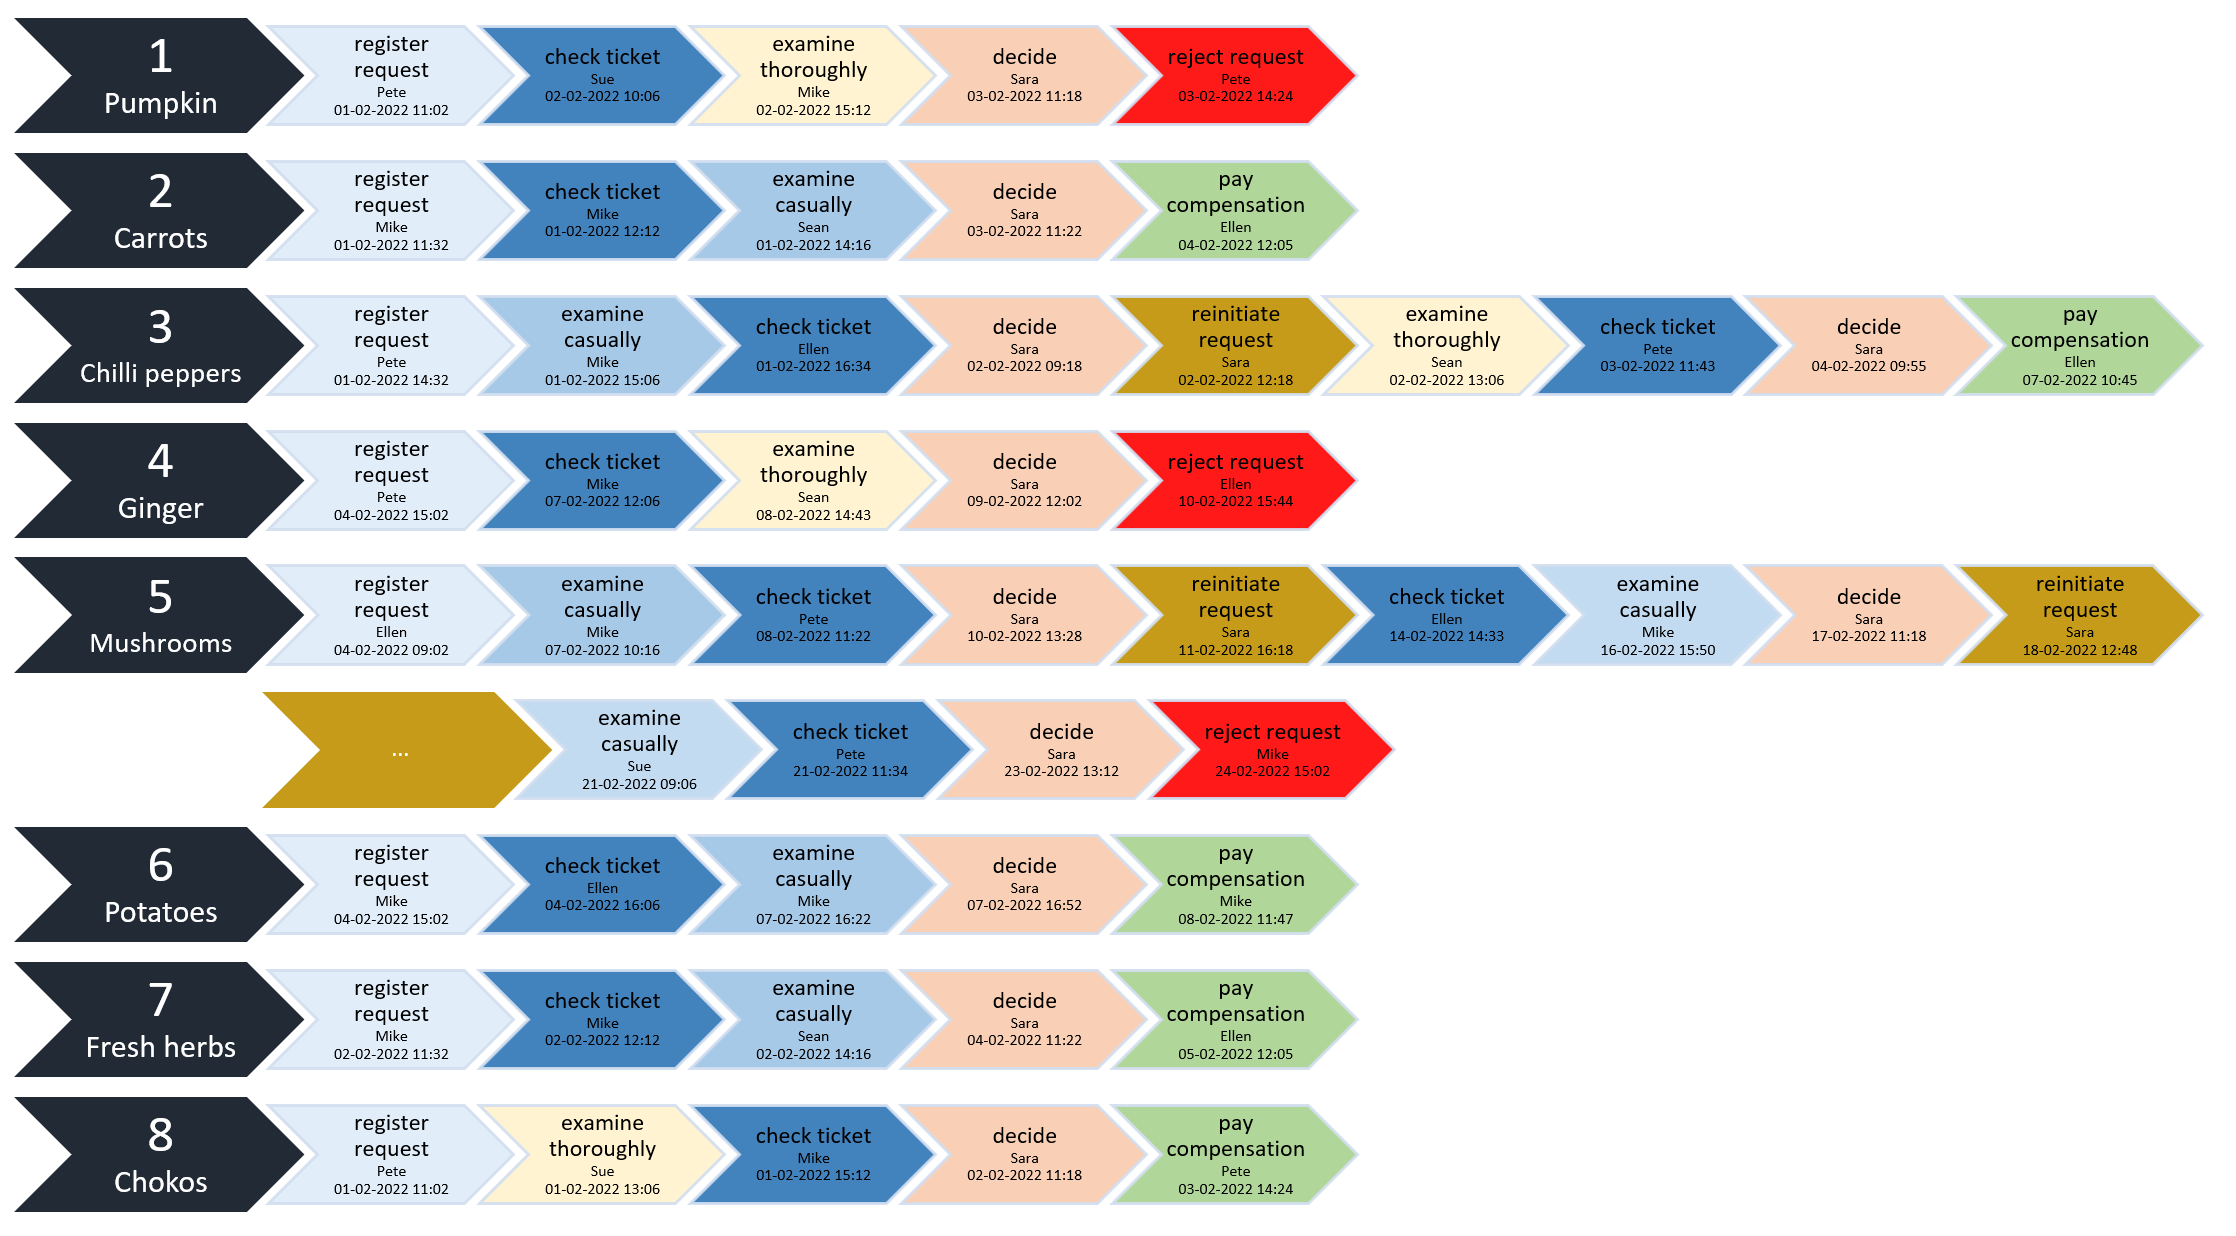 1
Pumpkin
register
request
Pete
01-02-2022 11:02
check ticket
Sue
02-02-2022 10:06
examine
thoroughly
Mike
02-02-2022 15:12
decide
Sara
03-02-2022 11:18
reject request
Pete
03-02-2022 14:24
2
Carrots
register
request
Mike
01-02-2022 11:32
check ticket
Mike
01-02-2022 12:12
examine
casually
Sean
01-02-2022 14:16
decide
Sara
03-02-2022 11:22
pay
compensation
Ellen
04-02-2022 12:05
3
Chilli peppers
register
request
Pete
01-02-2022 14:32
examine
casually
Mike
01-02-2022 15:06
check ticket
Ellen
01-02-2022 16:34
decide
Sara
02-02-2022 09:18
reinitiate
request
Sara
02-02-2022 12:18
examine
thoroughly
Sean
02-02-2022 13:06
check ticket
Pete
03-02-2022 11:43
decide
Sara
04-02-2022 09:55
pay
compensation
Ellen
07-02-2022 10:45
4
Ginger
register
request
Pete
04-02-2022 15:02
check ticket
Mike
07-02-2022 12:06
examine
thoroughly
Sean
08-02-2022 14:43
decide
Sara
09-02-2022 12:02
reject request
Ellen
10-02-2022 15:44
5
Mushrooms
register
request
Ellen
04-02-2022 09:02
examine
casually
Mike
07-02-2022 10:16
check ticket
Pete
08-02-2022 11:22
decide
Sara
10-02-2022 13:28
reinitiate
request
Sara
11-02-2022 16:18
check ticket
Ellen
14-02-2022 14:33
examine
casually
Mike
16-02-2022 15:50
decide
Sara
17-02-2022 11:18
reinitiate
request
Sara
18-02-2022 12:48
...
examine
casually
Sue
21-02-2022 09:06
check ticket
Pete
21-02-2022 11:34
decide
Sara
23-02-2022 13:12
reject request
Mike
24-02-2022 15:02
6
Potatoes
register
request
Mike
04-02-2022 15:02
check ticket
Ellen
04-02-2022 16:06
examine
casually
Mike
07-02-2022 16:22
decide
Sara
07-02-2022 16:52
pay
compensation
Mike
08-02-2022 11:47
7
Fresh herbs
register
request
Mike
02-02-2022 11:32
check ticket
Mike
02-02-2022 12:12
examine
casually
Sean
02-02-2022 14:16
decide
Sara
04-02-2022 11:22
pay
compensation
Ellen
05-02-2022 12:05
8
Chokos
register
request
Pete
01-02-2022 11:02
examine
thoroughly
Sue
01-02-2022 13:06
check ticket
Mike
01-02-2022 15:12
decide
Sara
02-02-2022 11:18
pay
compensation
Pete
03-02-2022 14:24